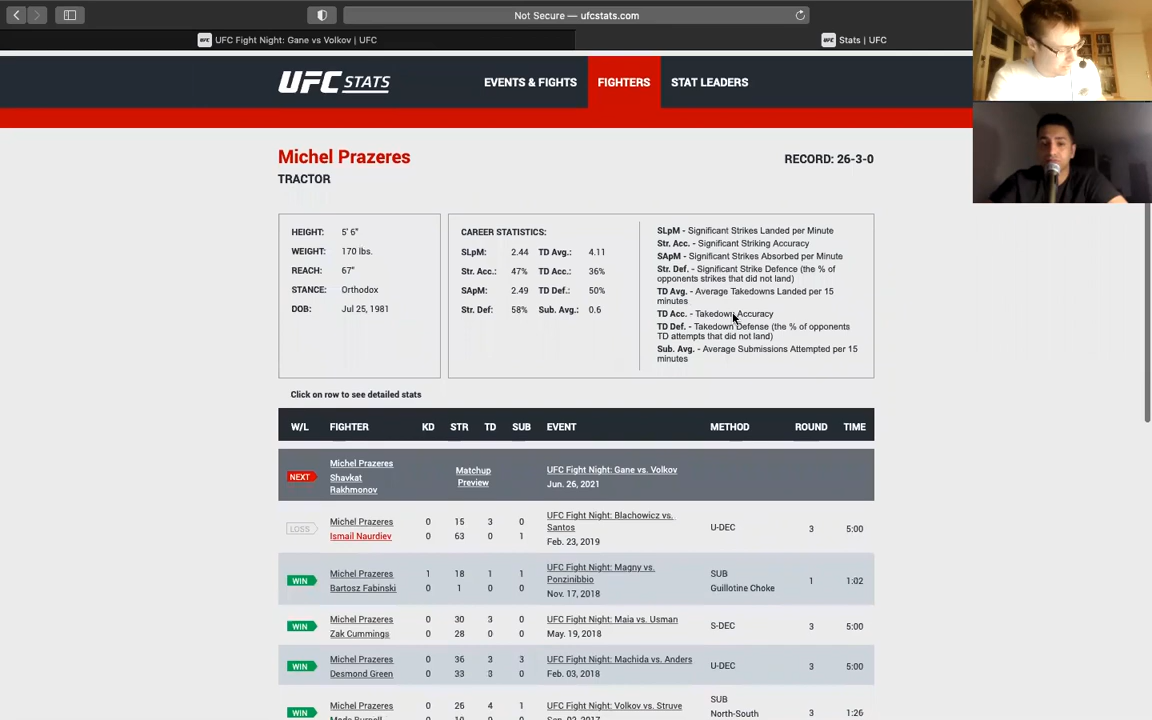 Not Secure — ufcstats.com
UFC Fight Night: Gane vs Volkov | UFC
Stats | UFC
UFC STATS
EVENTS & FIGHTS
FIGHTERS
STAT LEADERS
Michel Prazeres
RECORD: 26-3-0
TRACTOR
HEIGHT: 5' 6"
WEIGHT: 170 lbs.
REACH: 67"
STANCE: Orthodox
DOB: Jul 25, 1981
CAREER STATISTICS:
SLpM: 2.44 TD Avg.: 4.11
Str. Acc.: 47% TD Acc.: 36%
SApM: 2.49 TD Def.: 50%
Str. Def: 58% Sub. Avg.: 0.6
SLpM - Significant Strikes Landed per Minute
Str. Acc. - Significant Striking Accuracy
SApM - Significant Strikes Absorbed per Minute
Str. Def. - Significant Strike Defence (the % of
opponents strikes that did not land)
TD Avg. - Average Takedowns Landed per 15
minutes
TD Acc. - Takedown Accuracy
TD Def. - Takedown Defense (the % of opponents
TD attempts that did not land)
Sub. Avg. - Average Submissions Attempted per 15
minutes
Click on row to see detailed stats
W/L FIGHTER KD STR TD SUB EVENT METHOD ROUND TIME
NEXT
Michel Prazeres
Shavkat
Rakhmonov
Matchup
Preview
UFC Fight Night: Gane vs. Volkov
Jun. 26, 2021
LOSS
Michel Prazeres 0 15 3 0
Ismail Naurdiev 0 63 0 1
UFC Fight Night: Blachowicz vs.
Santos
Feb. 23, 2019
U-DEC 3 5:00
WIN
Michel Prazeres 1 18 1 1
Bartosz Fabinski 0 1 0 0
UFC Fight Night: Magny vs.
Ponzinibbio
Nov. 17, 2018
SUB
Guillotine Choke
1 1:02
WIN
Michel Prazeres 0 30 3 0
Zak Cummings 0 28 0 0
UFC Fight Night: Maia vs. Usman
May. 19, 2018
S-DEC 3 5:00
WIN
Michel Prazeres 0 36 3 3
Desmond Green 0 33 3 0
UFC Fight Night: Machida vs. Anders
Feb. 03, 2018
U-DEC 3 5:00
WIN
Michel Prazeres 0 26 4 1
UFC Fight Night: Volkov vs. Struve
SUB
North-South
3 1:26